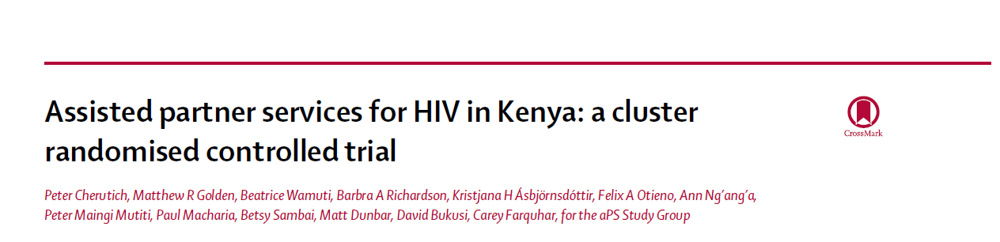 Assisted partner services for HIV in Kenya: a cluster
randomised controlled trial
CrossMark
Peter Cherutich, Matthew R Golden, Beatrice Wamuti, Barbra A Richardson, Kristjana H Ásbjörnsdóttir, Felix A Otieno, Ann Ng’ang’a,
Peter Maingi Mutiti, Paul Macharia, Betsy Sambai, Matt Dunbar, David Bukusi, Carey Farquhar, for the aPS Study Group